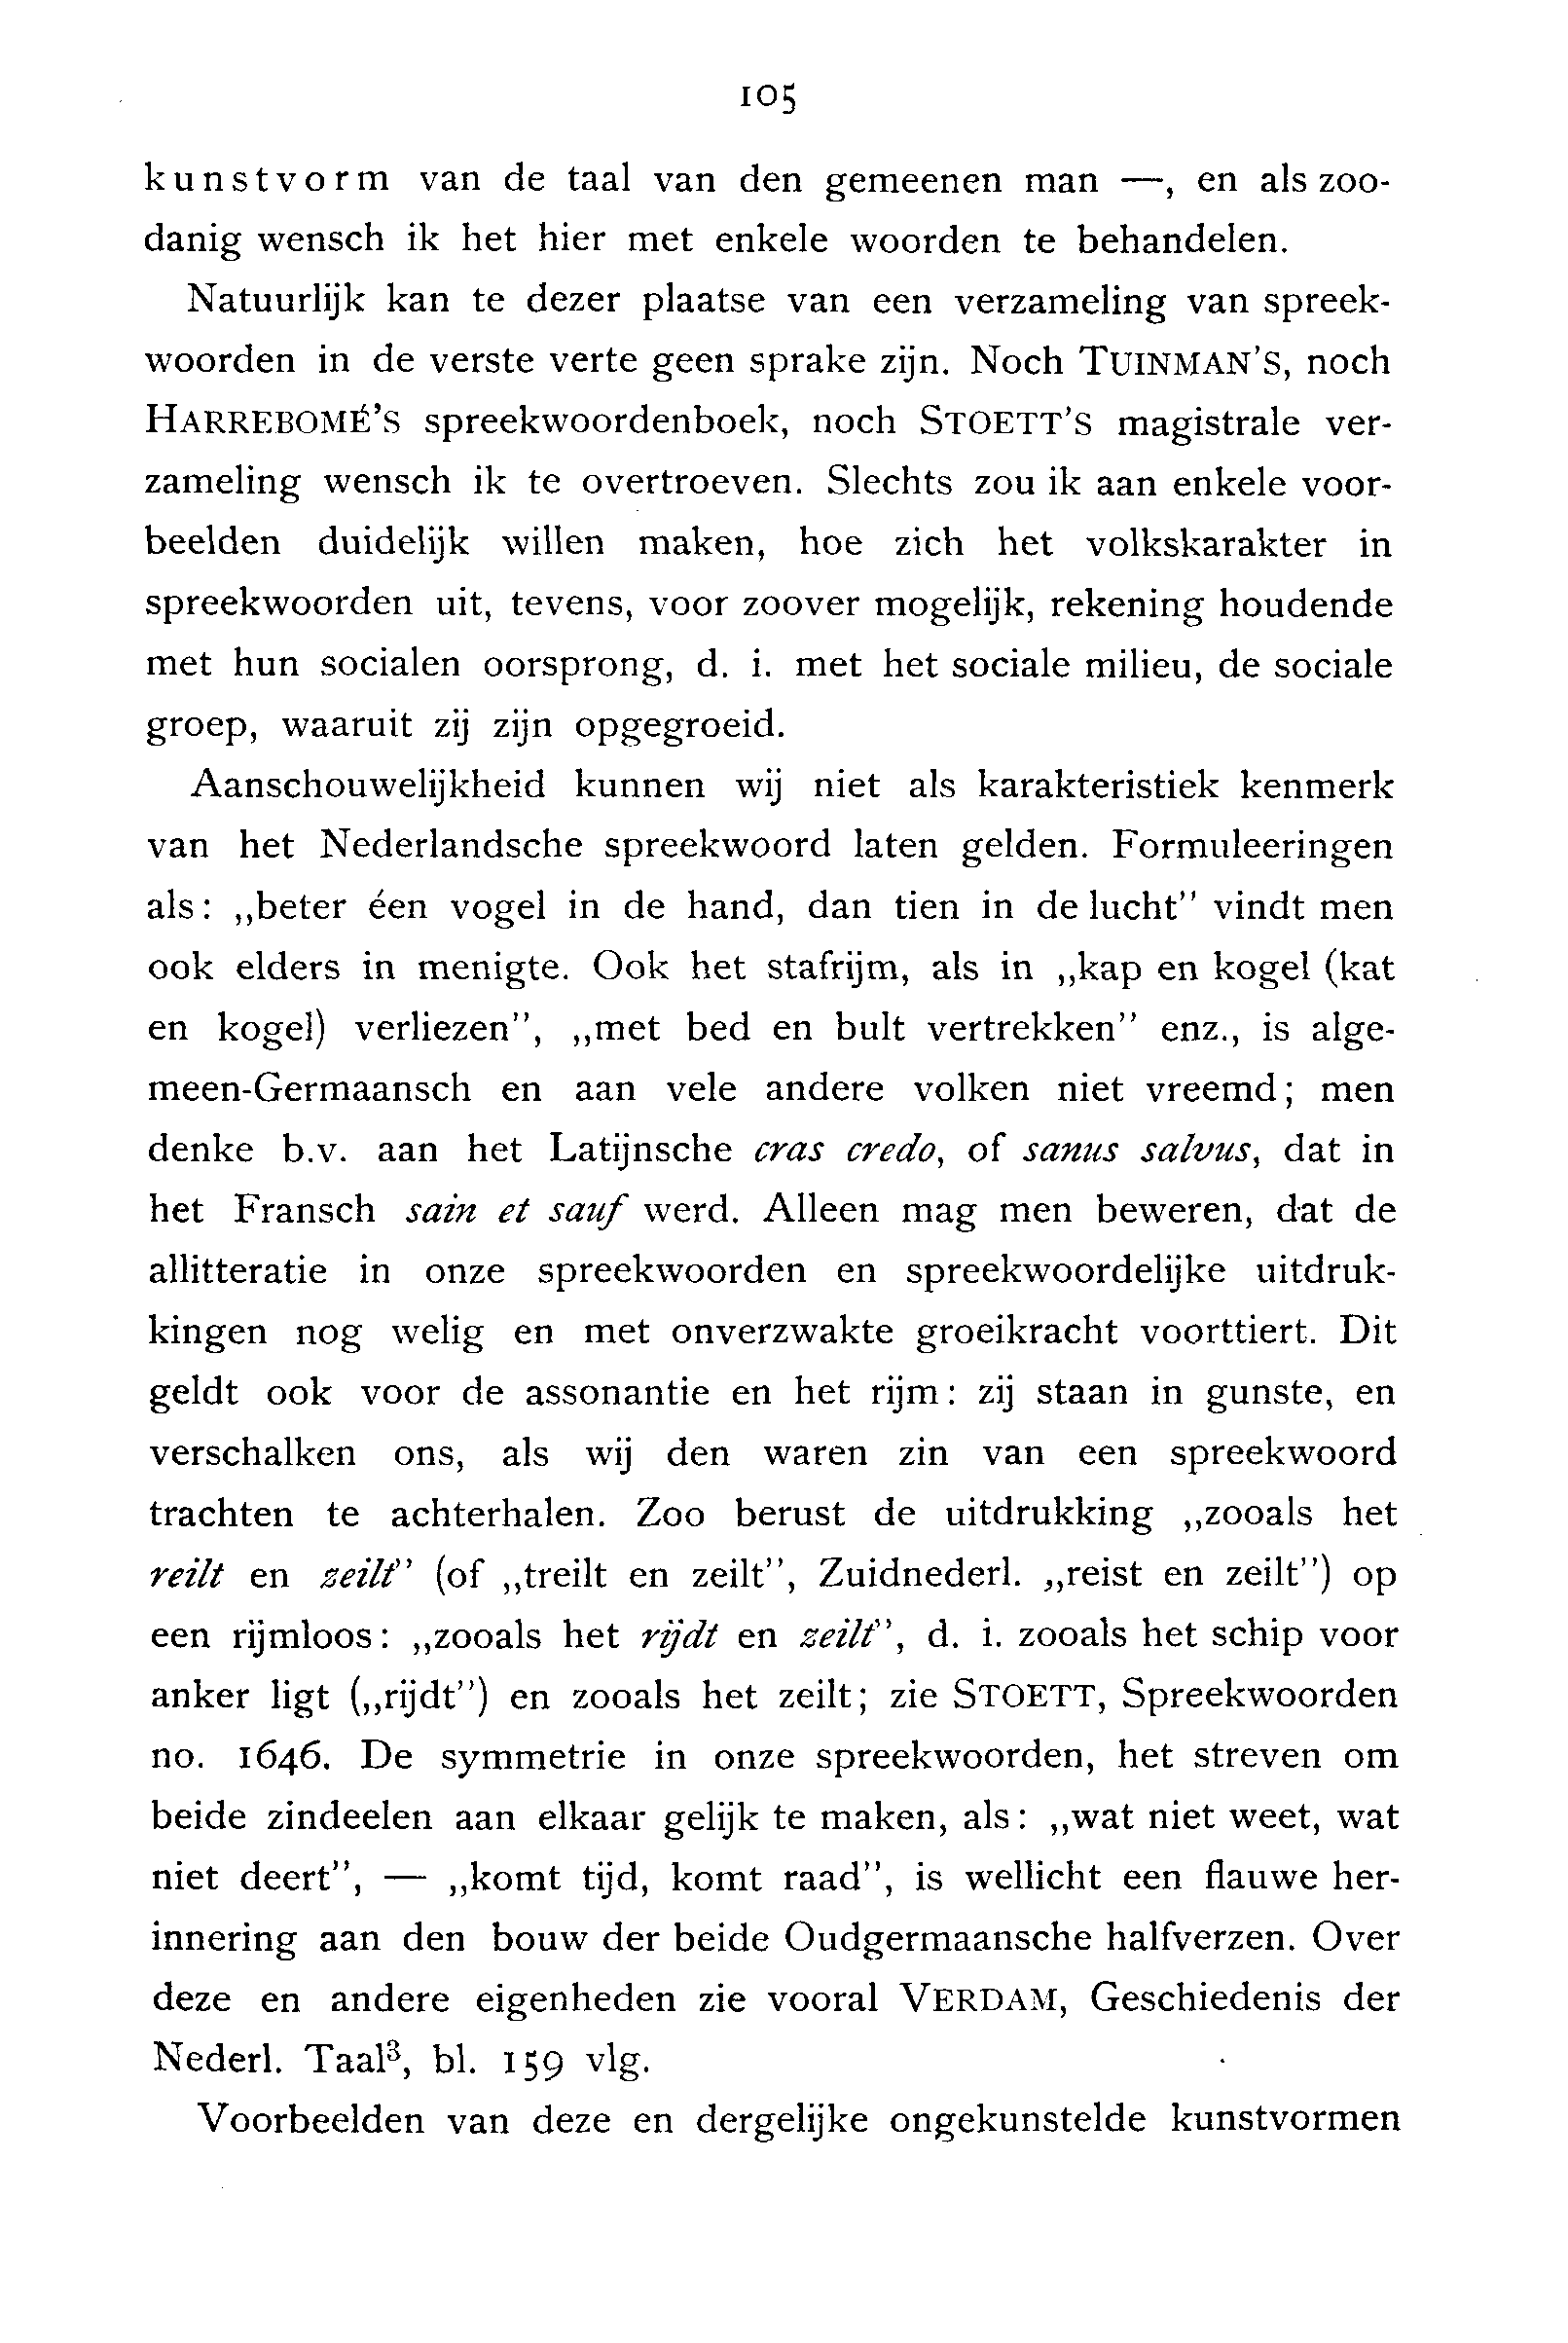 105
kunstvorm van de taal van den gemeenen man —, en als zoo-
danig wensch ik het hier met enkele woorden te behandelen.
Natuurlijk kan te dezer plaatse van een verzameling van spreek-
woorden in de verste verte geen sprake zijn. Noch TUINMAN'S, noch
HARREBOMÉ'S spreekwoordenboek, noch STOETT'S magistrale ver-
zameling wensch ik te overtroeven. Slechts zou ik aan enkele voor-
beelden duidelijk willen maken, hoe zich het volkskarakter in
spreekwoorden uit, tevens, voor zoover mogelijk, rekening houdende
met hun socialen oorsprong, d. i. met het sociale milieu, de sociale
groep, waaruit zij zijn opgegroeid.
Aanschouwelijkheid kunnen wij niet als karakteristiek kenmerk
van het Nederlandsche spreekwoord laten gelden. Formuleeringen
als: „beter één vogel in de hand, dan tien in de lucht” vindt men
ook elders in menigte. Ook het stafrijm, als in „kap en kogel (kat
en kogel) verliezen”, „met bed en bult vertrekken” enz., is alge-
meen-Germaansch en aan vele andere volken niet vreemd; men
denke b.v. aan het Latijnsche cras credo, of sanus salvus, dat in
het Fransch sain et sauf werd. Alleen mag men beweren, dat de
allitteratie in onze spreekwoorden en spreekwoordelijke uitdruk-
kingen nog welig en met onverzwakte groeikracht voorttiert. Dit
geldt ook voor de assonantie en het rijm: zij staan in gunste, en
verschalken ons, als wij den waren zin van een spreekwoord
trachten te achterhalen. Zoo berust de uitdrukking „zooals het
reilt en zeilt” (of „treilt en zeilt”, Zuidnederl. „reist en zeilt”) op
een rijmloos: „zooals het rijdt en zeilt”, d. i. zooals het schip voor
anker ligt („rijdt”) en zooals het zeilt; zie STOETT, Spreekwoorden
no. 1646. De symmetrie in onze spreekwoorden, het streven om
beide zindeelen aan elkaar gelijk te maken, als: „wat niet weet, wat
niet deert”, — „komt tijd, komt raad”, is wellicht een flauwe her-
innering aan den bouw der beide Oudgermaansche halfverzen. Over
deze en andere eigenheden zie vooral VERDAM, Geschiedenis der
Nederl. Taal³, bl. 159 vlg.
Voorbeelden van deze en dergelijke ongekunstelde kunstvormen